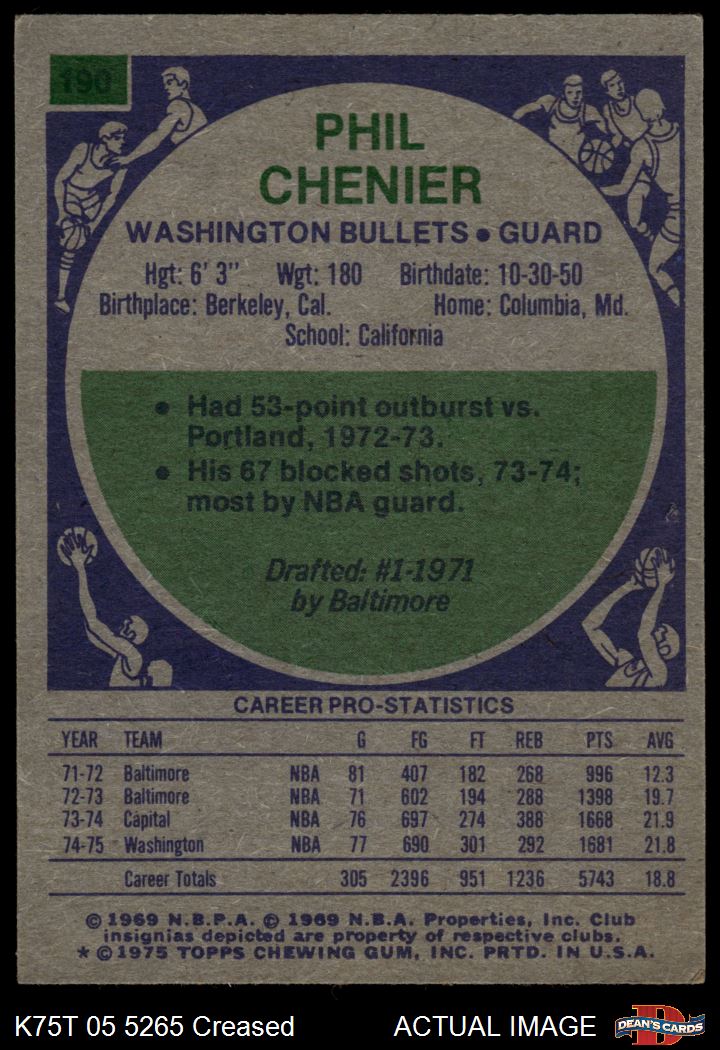 190
PHIL
CHENIER
WASHINGTON BULLETS • GUARD
Hgt: 6' 3" Wgt: 180 Birthdate: 10-30-50
Birthplace: Berkeley, Cal. Home: Columbia, Md.
School: California
• Had 53-point outburst vs.
Portland, 1972-73.
• His 67 blocked shots, 73-74;
most by NBA guard.
Drafted: #1-1971
by Baltimore
CAREER PRO-STATISTICS
YEAR TEAM G FG FT REB PTS AVG
71-72 Baltimore NBA 81 407 182 268 996 12.3
72-73 Baltimore NBA 71 602 194 288 1398 19.7
73-74 Capital NBA 76 697 274 388 1668 21.9
74-75 Washington NBA 77 690 301 292 1681 21.8
Career Totals 305 2396 951 1236 5743 18.8
© 1969 N.B.P.A. © 1969 N.B.A. Properties, Inc. Club
insignias depicted are property of respective clubs.
* © 1975 TOPPS CHEWING GUM, INC. PRTD. IN U.S.A.
K75T 05 5265 Creased ACTUAL IMAGE
D
DEAN'S CARDS